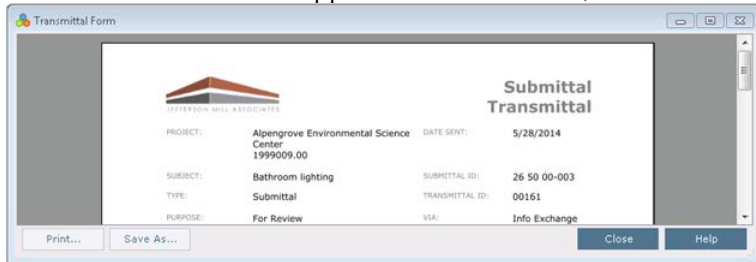 Transmittal Form
JEFFERSON MILL ASSOCIATES
Submittal
Transmittal
PROJECT: Alpengrove Environmental Science DATE SENT: 5/28/2014
Center
1999009.00
SUBJECT: Bathroom lighting SUBMITTAL ID: 26 50 00-003
TYPE: Submittal TRANSMITTAL ID: 00161
PURPOSE: For Review VIA: Info Exchange
Print... Save As... Close Help